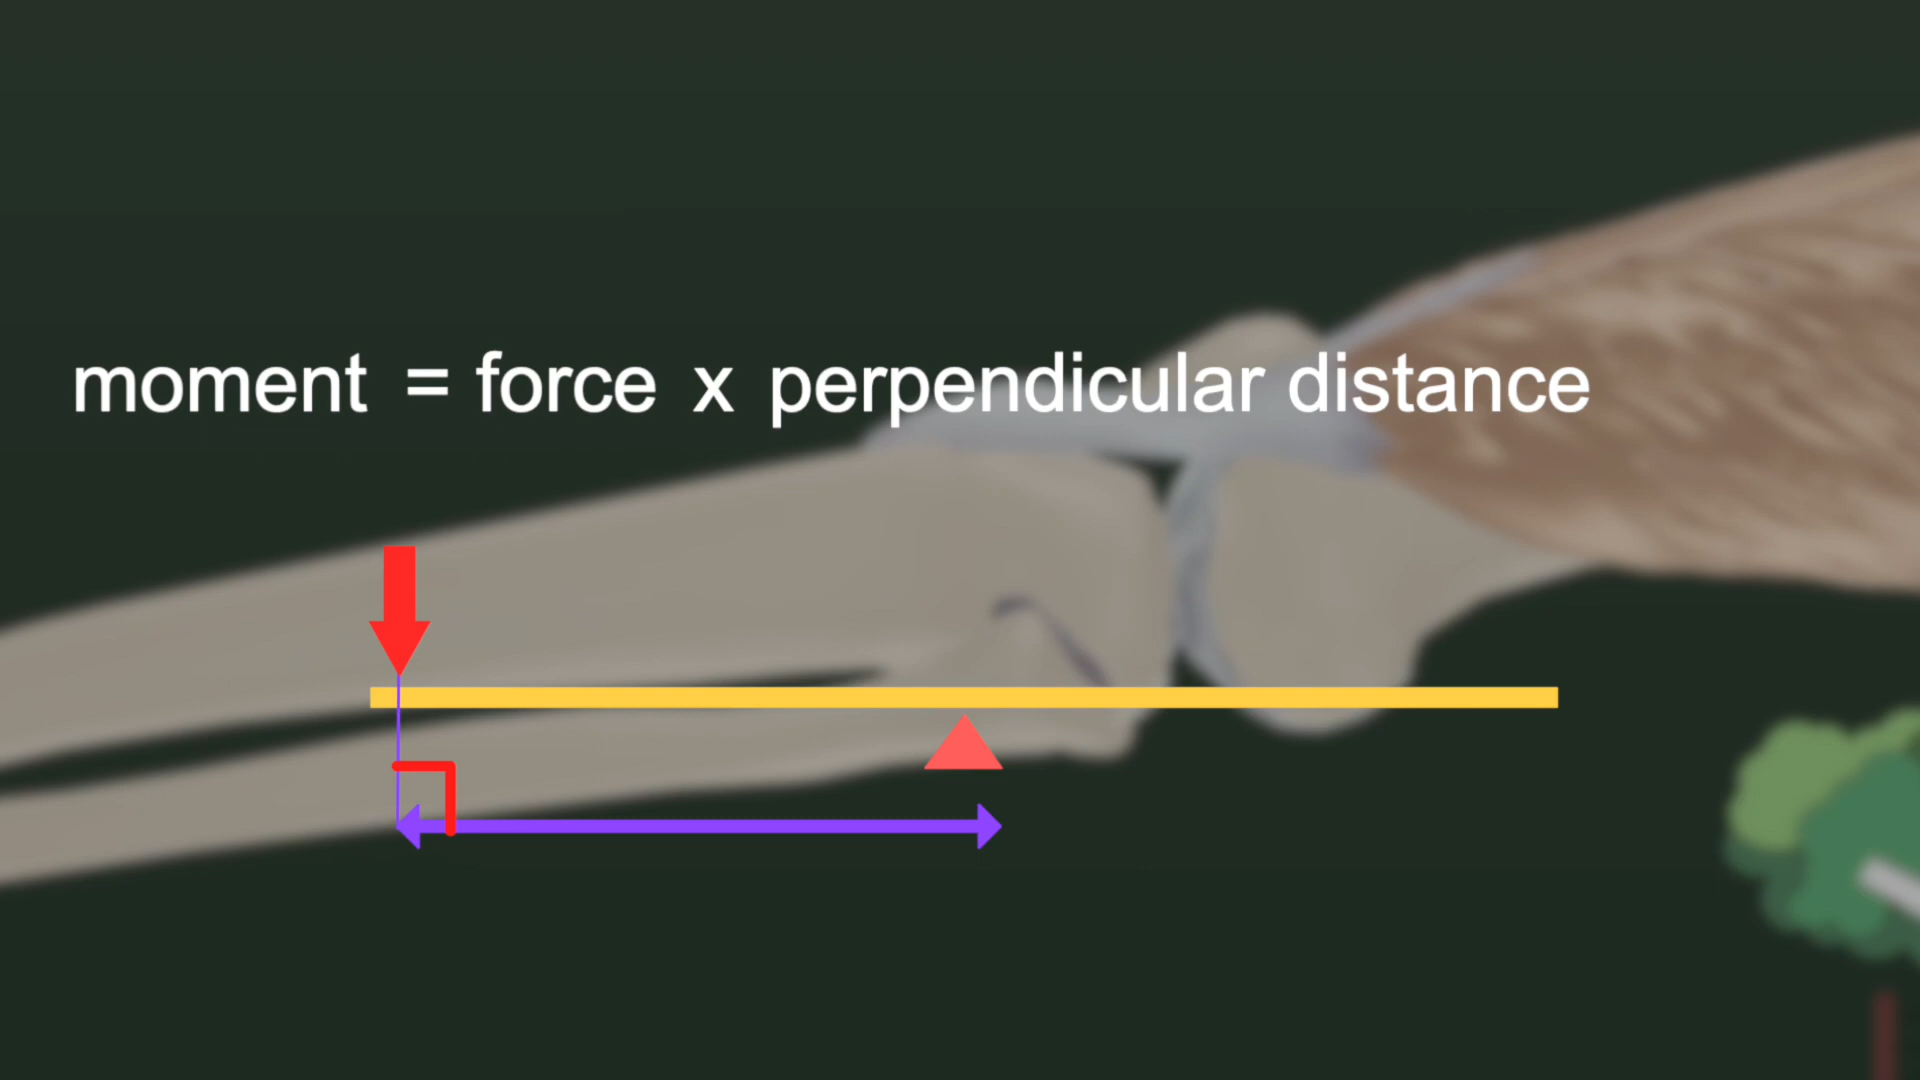 moment = force x perpendicular distance